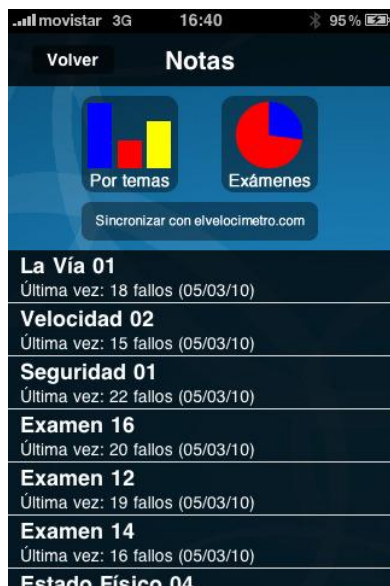 movistar 3G 16:40 95%
Volver Notas
Por temas Exámenes
Sincronizar con elvelocimetro.com
La Vía 01
Última vez: 18 fallos (05/03/10)
Velocidad 02
Última vez: 15 fallos (05/03/10)
Seguridad 01
Última vez: 22 fallos (05/03/10)
Examen 16
Última vez: 20 fallos (05/03/10)
Examen 12
Última vez: 19 fallos (05/03/10)
Examen 14
Última vez: 16 fallos (05/03/10)
Estado Físico 04